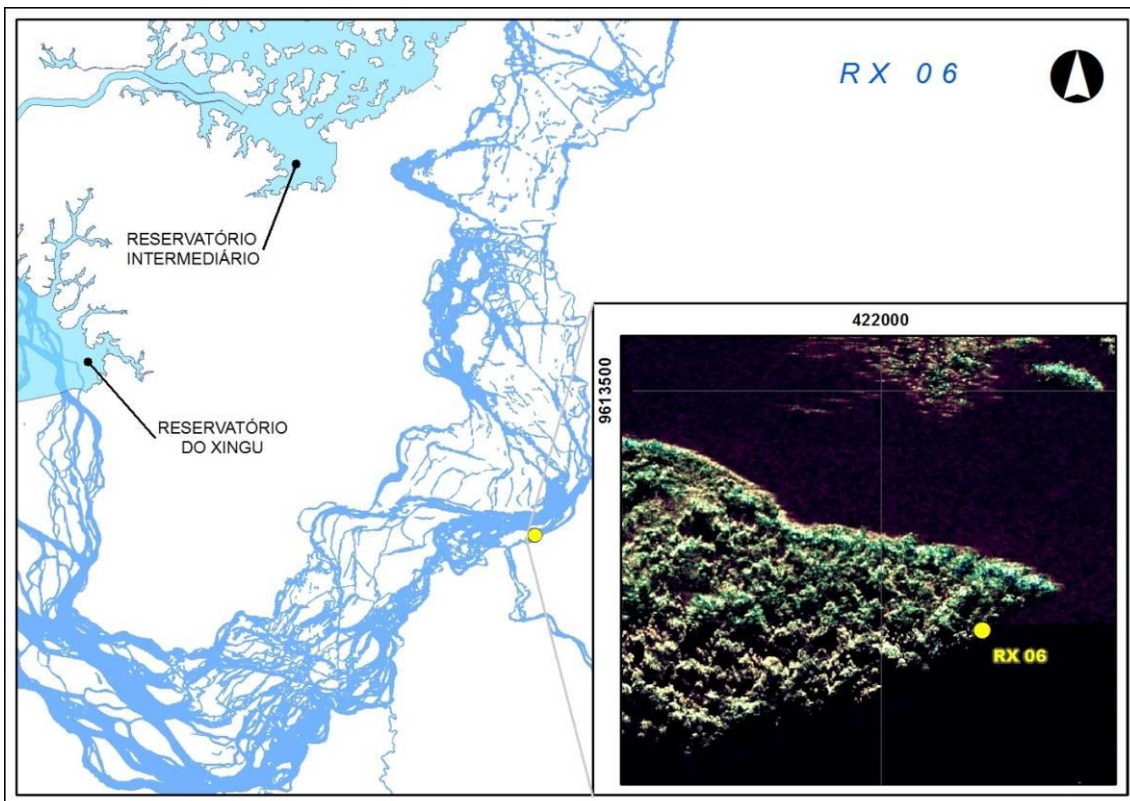 RX 06
RESERVATÓRIO
INTERMEDIÁRIO
RESERVATÓRIO
DO XINGU
422000
9613500
RX 06